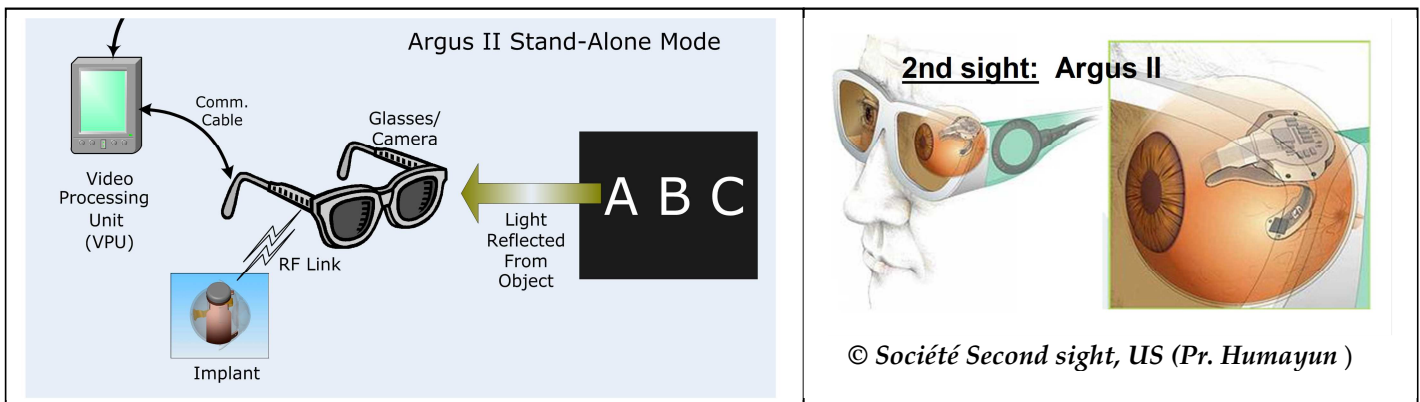 Argus II Stand-Alone Mode
Comm.
Cable
Glasses/
Camera
Video
Processing
Unit
(VPU)
A B C
Light
Reflected
From
Object
RF Link
Implant
2nd sight: Argus II
© Société Second sight, US (Pr. Humayun )